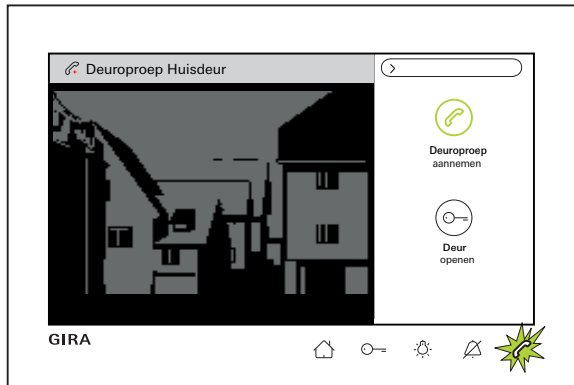 Deuroproep Huisdeur
Deuroproep
aannemen
Deur
openen
GIRA